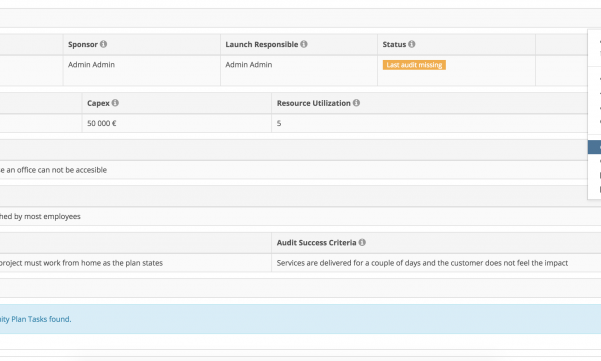 Sponsor Launch Responsible Status
Admin Admin Admin Admin Last audit missing
Capex Resource Utilization
50 000 € 5
e an office can not be accesible
hed by most employees
Audit Success Criteria
project must work from home as the plan states Services are delivered for a couple of days and the customer does not feel the impact
ity Plan Tasks found.